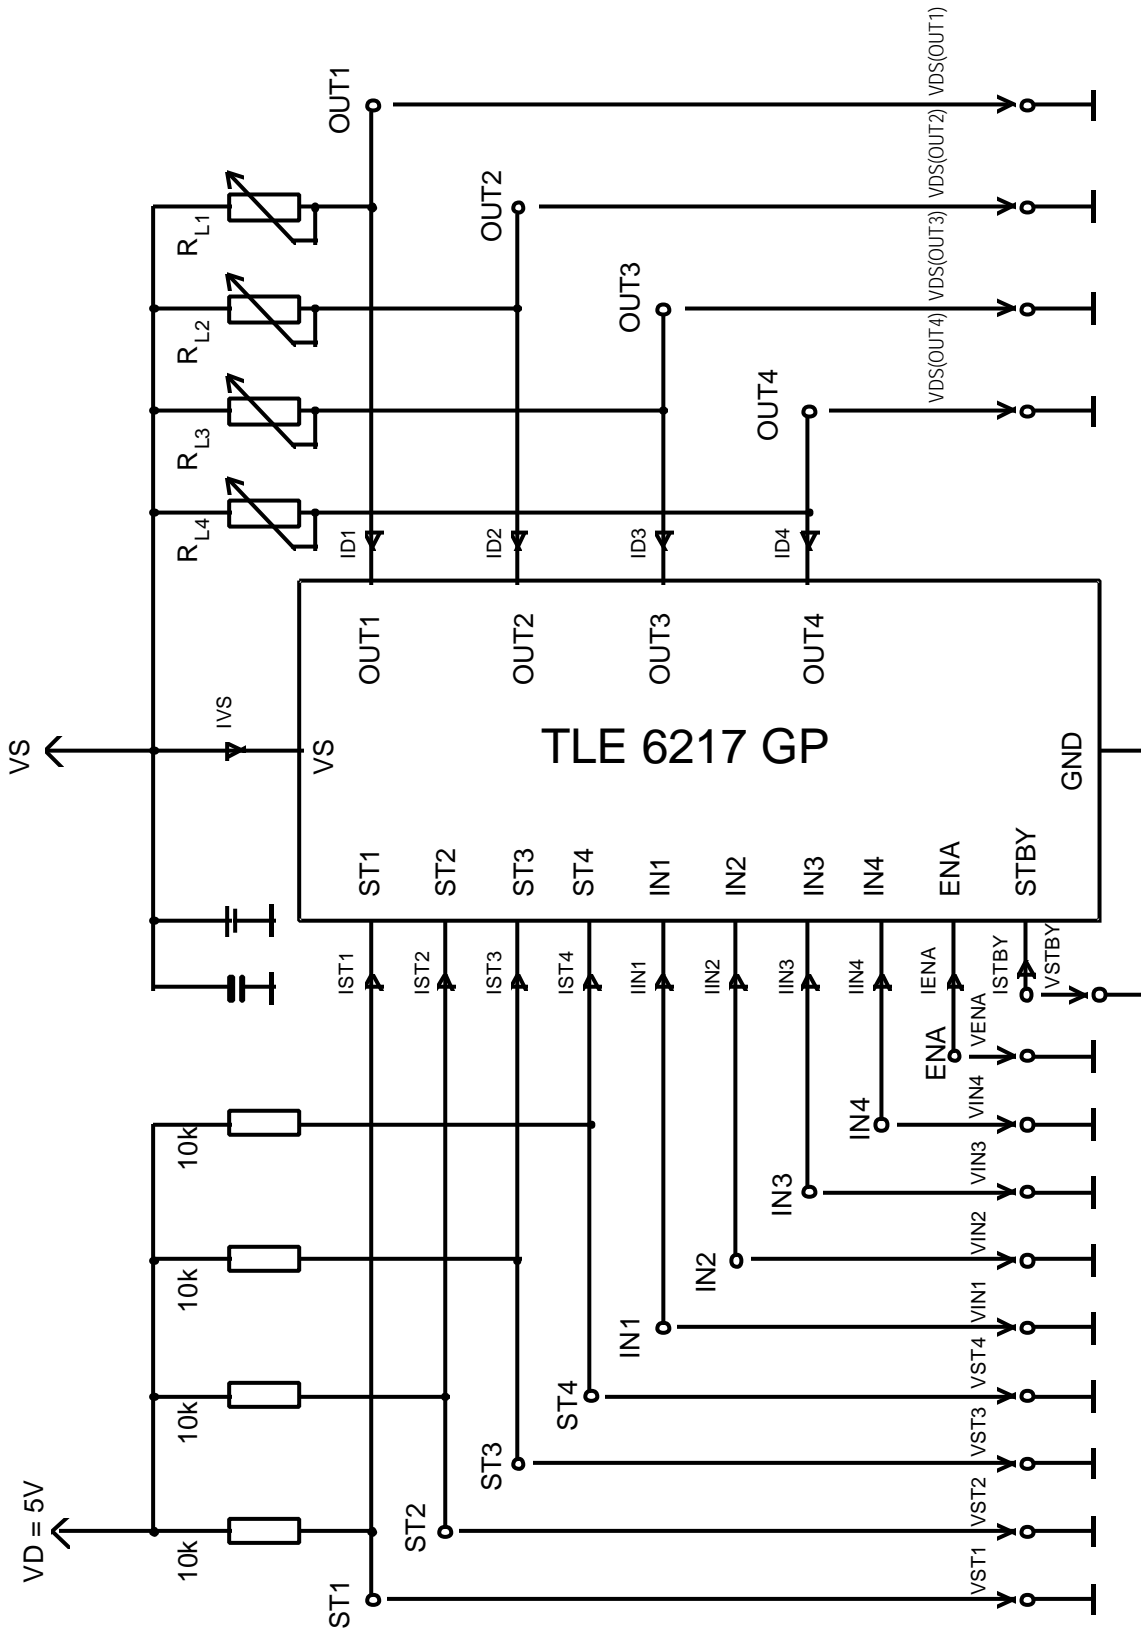 VD = 5V
VS
10k
10k
10k
10k
RL4
RL3
RL2
RL1
IVS
OUT1
OUT2
OUT3
OUT4
ID1
ID2
ID3
ID4
VS
TLE 6217 GP
GND
ST1
ST2
ST3
ST4
IN1
IN2
IN3
IN4
ENA
STBY
OUT1
OUT2
OUT3
OUT4
IST1
IST2
IST3
IST4
IIN1
IIN2
IIN3
IIN4
IENA
ISTBY
ST1
ST2
ST3
ST4
IN1
IN2
IN3
IN4
ENA
VST1
VST2
VST3
VST4
VIN1
VIN2
VIN3
VIN4
VENA
VSTBY
VDS(OUT4)
VDS(OUT3)
VDS(OUT2)
VDS(OUT1)